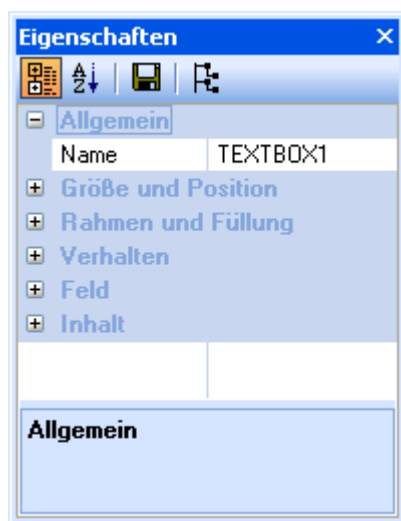 Eigenschaften
Allgemein
Name TEXTBOX1
Größe und Position
Rahmen und Füllung
Verhalten
Feld
Inhalt
Allgemein